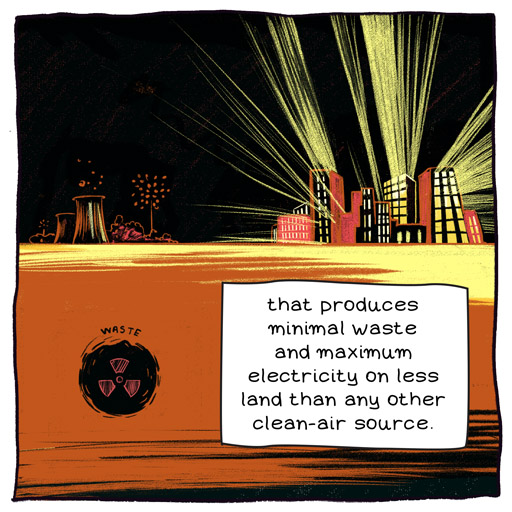 WASTE
that produces
minimal waste
and maximum
electricity on less
land than any other
clean-air source.